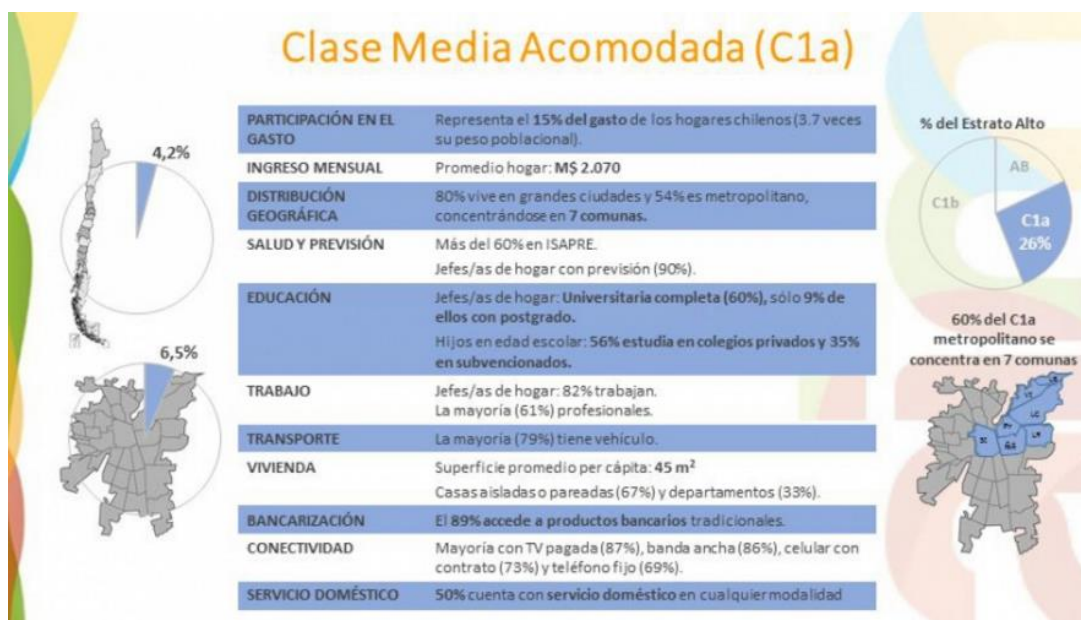 Clase Media Acomodada (C1a)
4,2%
6,5%
PARTICIPACIÓN EN EL
GASTO
Representa el 15% del gasto de los hogares chilenos (3.7 veces
su peso poblacional).
INGRESO MENSUAL
Promedio hogar: M$ 2.070
DISTRIBUCIÓN
GEOGRÁFICA
80% vive en grandes ciudades y 54% es metropolitano,
concentrándose en 7 comunas.
SALUD Y PREVISIÓN
Más del 60% en ISAPRE.
Jefes/as de hogar con previsión (90%).
EDUCACIÓN
Jefes/as de hogar: Universitaria completa (60%), sólo 9% de
ellos con postgrado.
Hijos en edad escolar: 56% estudia en colegios privados y 35%
en subvencionados.
TRABAJO
Jefes/as de hogar: 82% trabajan.
La mayoría (61%) profesionales.
TRANSPORTE
La mayoría (79%) tiene vehículo.
VIVIENDA
Superficie promedio per cápita: 45 m²
Casas aisladas o pareadas (67%) y departamentos (33%).
BANCARIZACIÓN
El 89% accede a productos bancarios tradicionales.
CONECTIVIDAD
Mayoría con TV pagada (87%), banda ancha (86%), celular con
contrato (73%) y teléfono fijo (69%).
SERVICIO DOMÉSTICO
50% cuenta con servicio doméstico en cualquier modalidad
% del Estrato Alto
AB
C1b
C1a
26%
60% del C1a
metropolitano se
concentra en 7 comunas